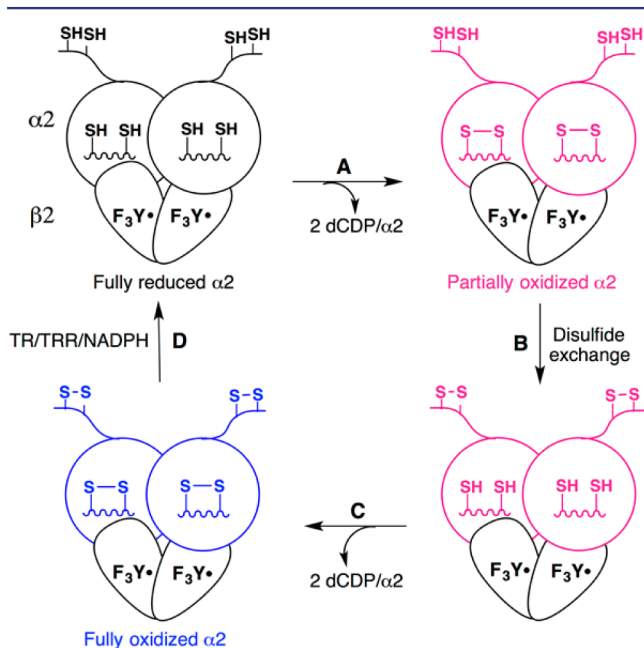 SHSH SHSH SHSH SHSH
α2 SH SH SH SH S—S S—S
A
β2 F₃Y• F₃Y• F₃Y• F₃Y•
2 dCDP/α2
Fully reduced α2 Partially oxidized α2
TR/TRR/NADPH D B Disulfide
exchange
S-S S-S S-S S-S
S—S S—S SH SH SH SH
C
F₃Y• F₃Y• F₃Y• F₃Y•
2 dCDP/α2
Fully oxidized α2